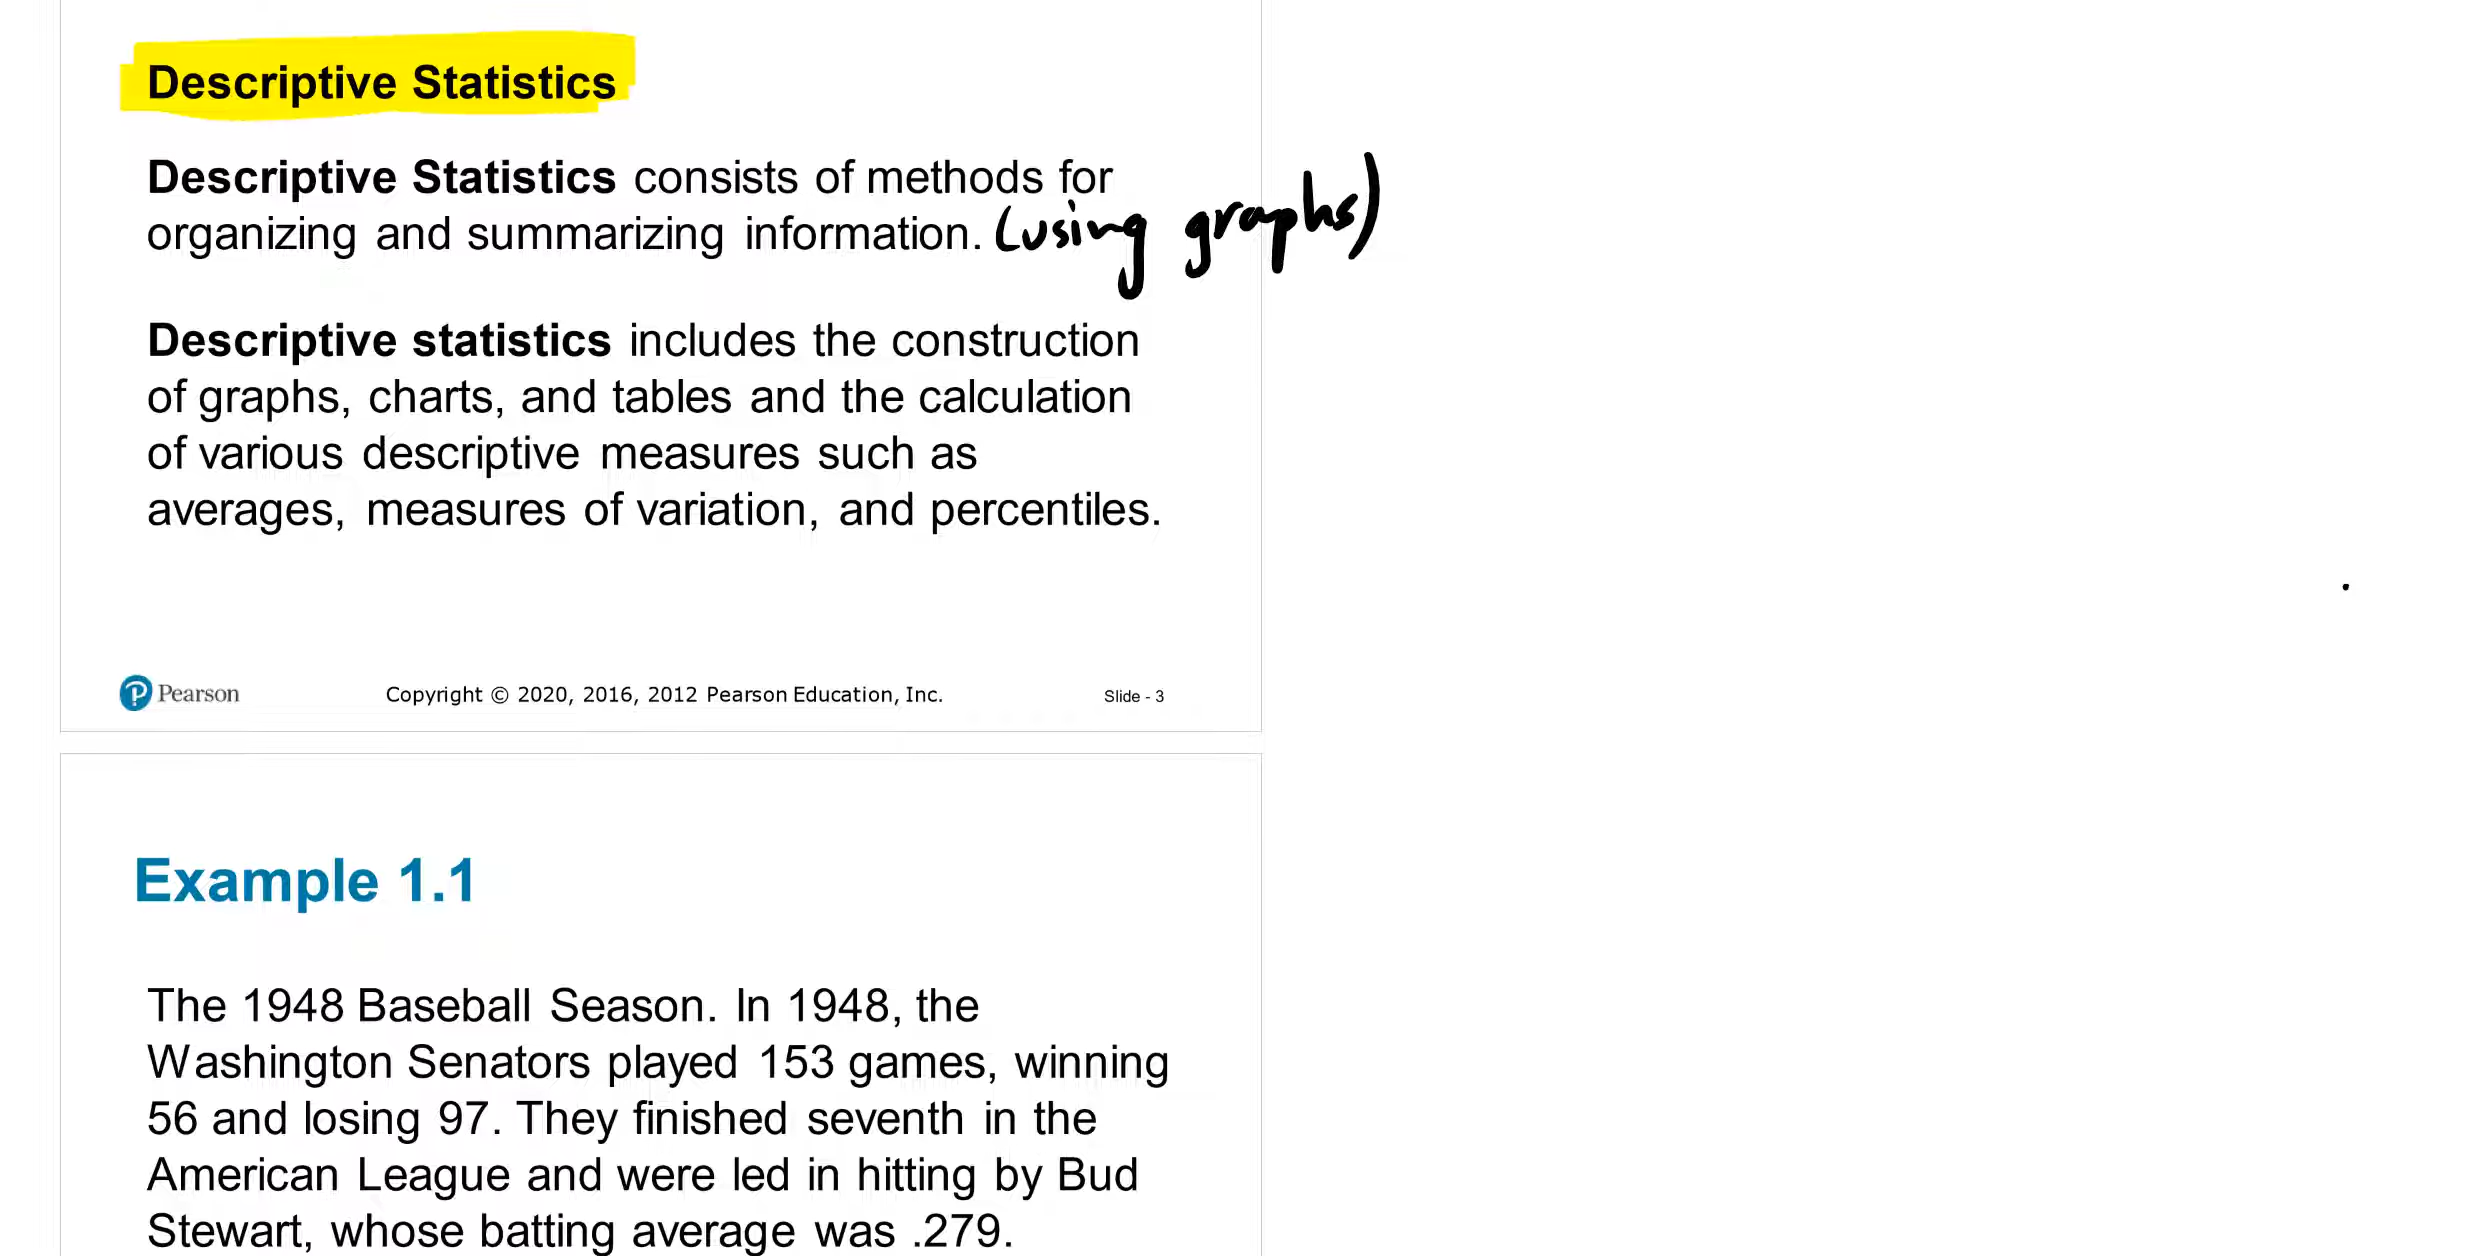 Descriptive Statistics
Descriptive Statistics consists of methods for
organizing and summarizing information. (using graphs)
Descriptive statistics includes the construction
of graphs, charts, and tables and the calculation
of various descriptive measures such as
averages, measures of variation, and percentiles.
Pearson Copyright © 2020, 2016, 2012 Pearson Education, Inc. Slide - 3
Example 1.1
The 1948 Baseball Season. In 1948, the
Washington Senators played 153 games, winning
56 and losing 97. They finished seventh in the
American League and were led in hitting by Bud
Stewart, whose batting average was .279.